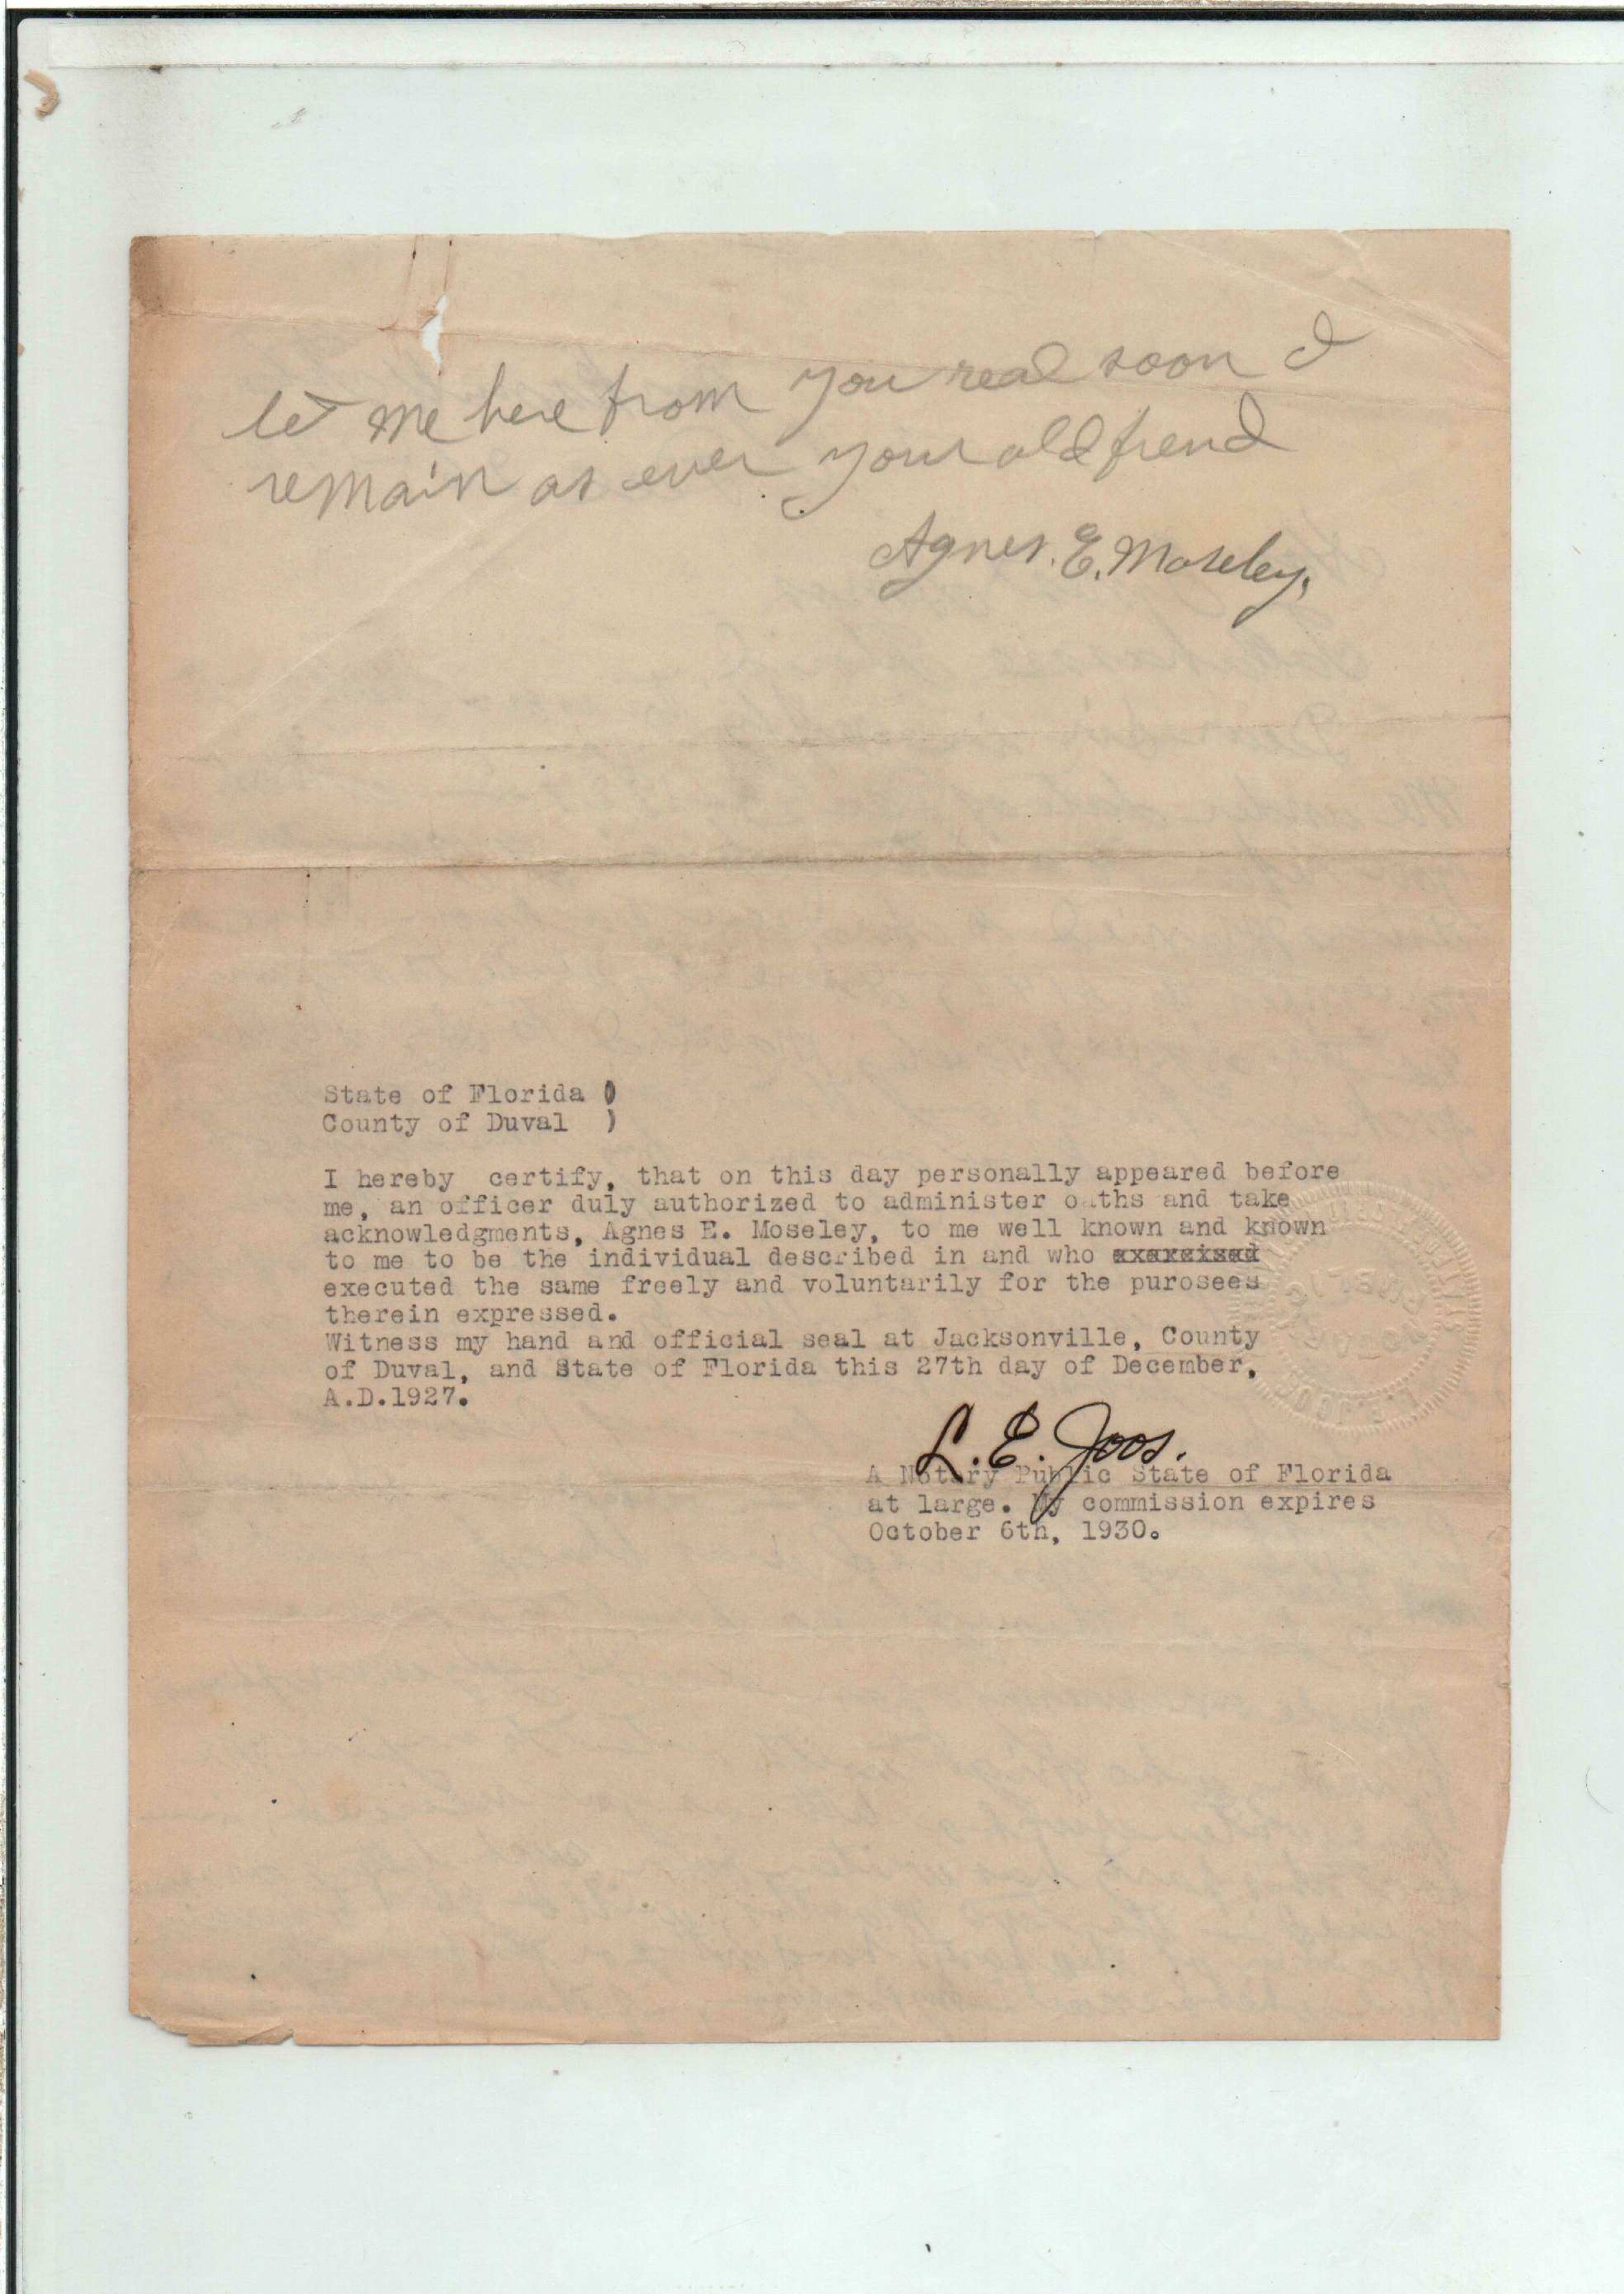 let me here from you real soon I
remain as ever your old frend
Agnes. E. Moseley,
State of Florida )
County of Duval )
I hereby certify, that on this day personally appeared before
me, an officer duly authorized to administer oaths and take
acknowledgments, Agnes E. Moseley, to me well known and known
to me to be the individual described in and who exercised
executed the same freely and voluntarily for the purosees
therein expressed.
Witness my hand and official seal at Jacksonville, County
of Duval, and State of Florida this 27th day of December,
A.D.1927.
L. E. Joos.
A Notary Public State of Florida
at large. My commission expires
October 6th, 1930.